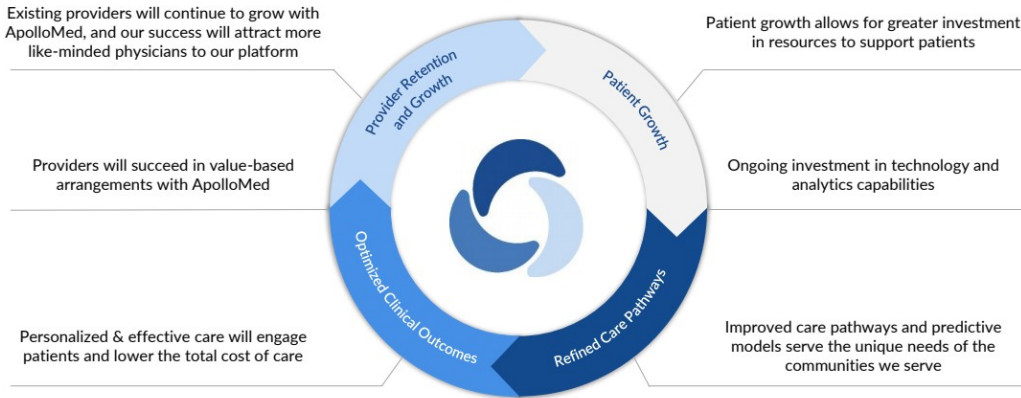 Existing providers will continue to grow with
ApolloMed, and our success will attract more
like-minded physicians to our platform
Patient growth allows for greater investment
in resources to support patients
Provider Retention
and Growth
Patient Growth
Providers will succeed in value-based
arrangements with ApolloMed
Ongoing investment in technology and
analytics capabilities
Optimized Clinical Outcomes
Refined Care Pathways
Personalized & effective care will engage
patients and lower the total cost of care
Improved care pathways and predictive
models serve the unique needs of the
communities we serve